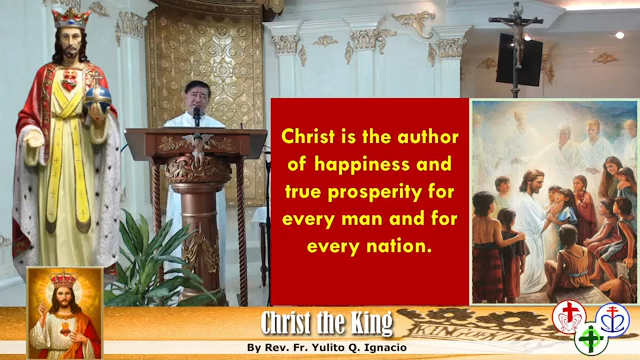 Christ is the author
of happiness and
true prosperity for
every man and for
every nation.
Christ the King
By Rev. Fr. Yulito Q. Ignacio